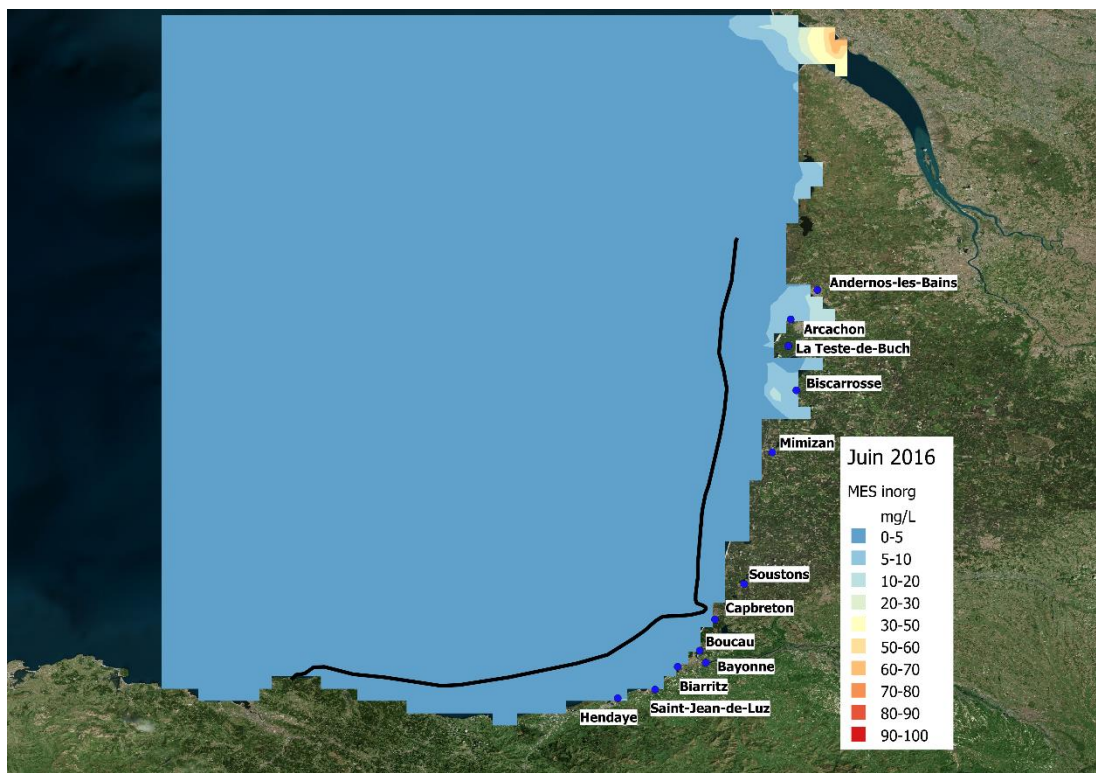 Andernos-les-Bains
Arcachon
La Teste-de-Buch
Biscarrosse
Mimizan
Juin 2016
MES inorg
mg/L
0-5
5-10
10-20
20-30
30-50
50-60
60-70
70-80
80-90
90-100
Soustons
Capbreton
Boucau
Bayonne
Biarritz
Saint-Jean-de-Luz
Hendaye